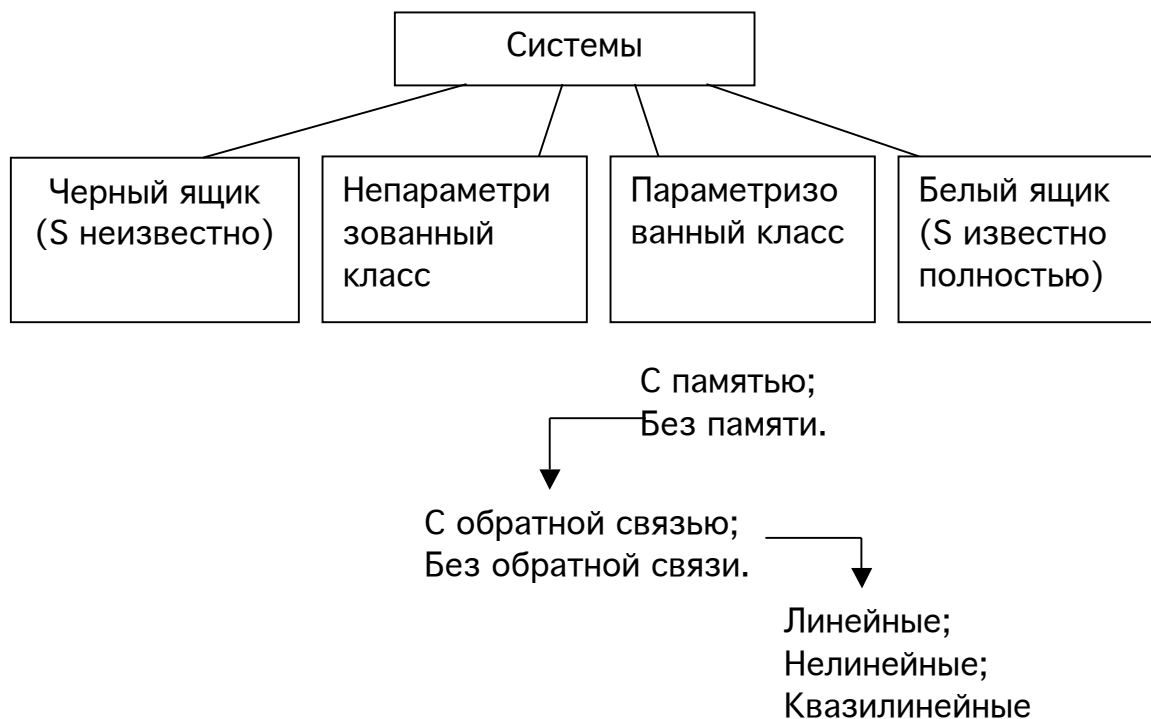 Системы
Черный ящик
(S неизвестно)
Непараметри
зованный
класс
Параметризо
ванный класс
Белый ящик
(S известно
полностью)
С памятью;
Без памяти.
С обратной связью;
Без обратной связи.
Линейные;
Нелинейные;
Квазилинейные